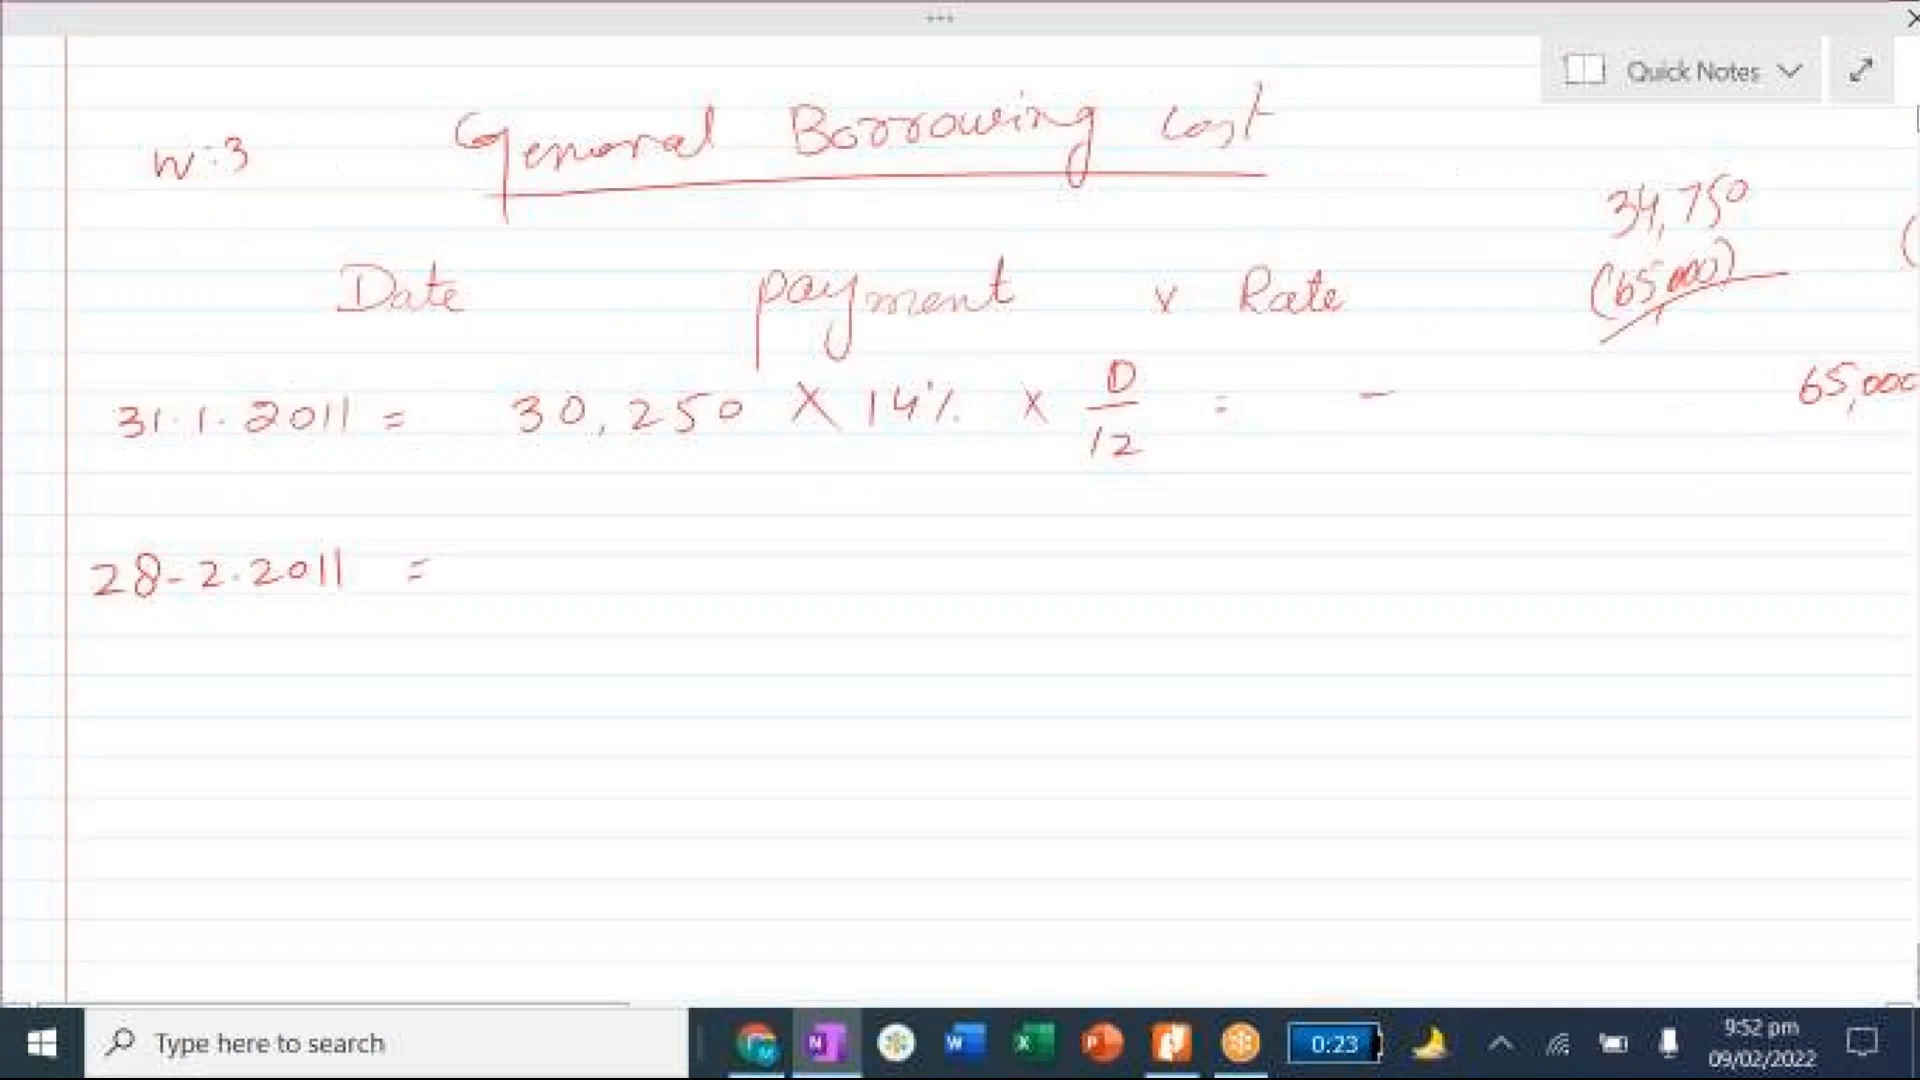 Quick Notes
W:3 General Borrowing Cost
34,750
(65,000)
Date payment x Rate
65,000
31.1.2011 = 30,250 X 14% X 0/12 = -
28-2.2011 =
Type here to search
0:23
9:52 pm
09/02/2022